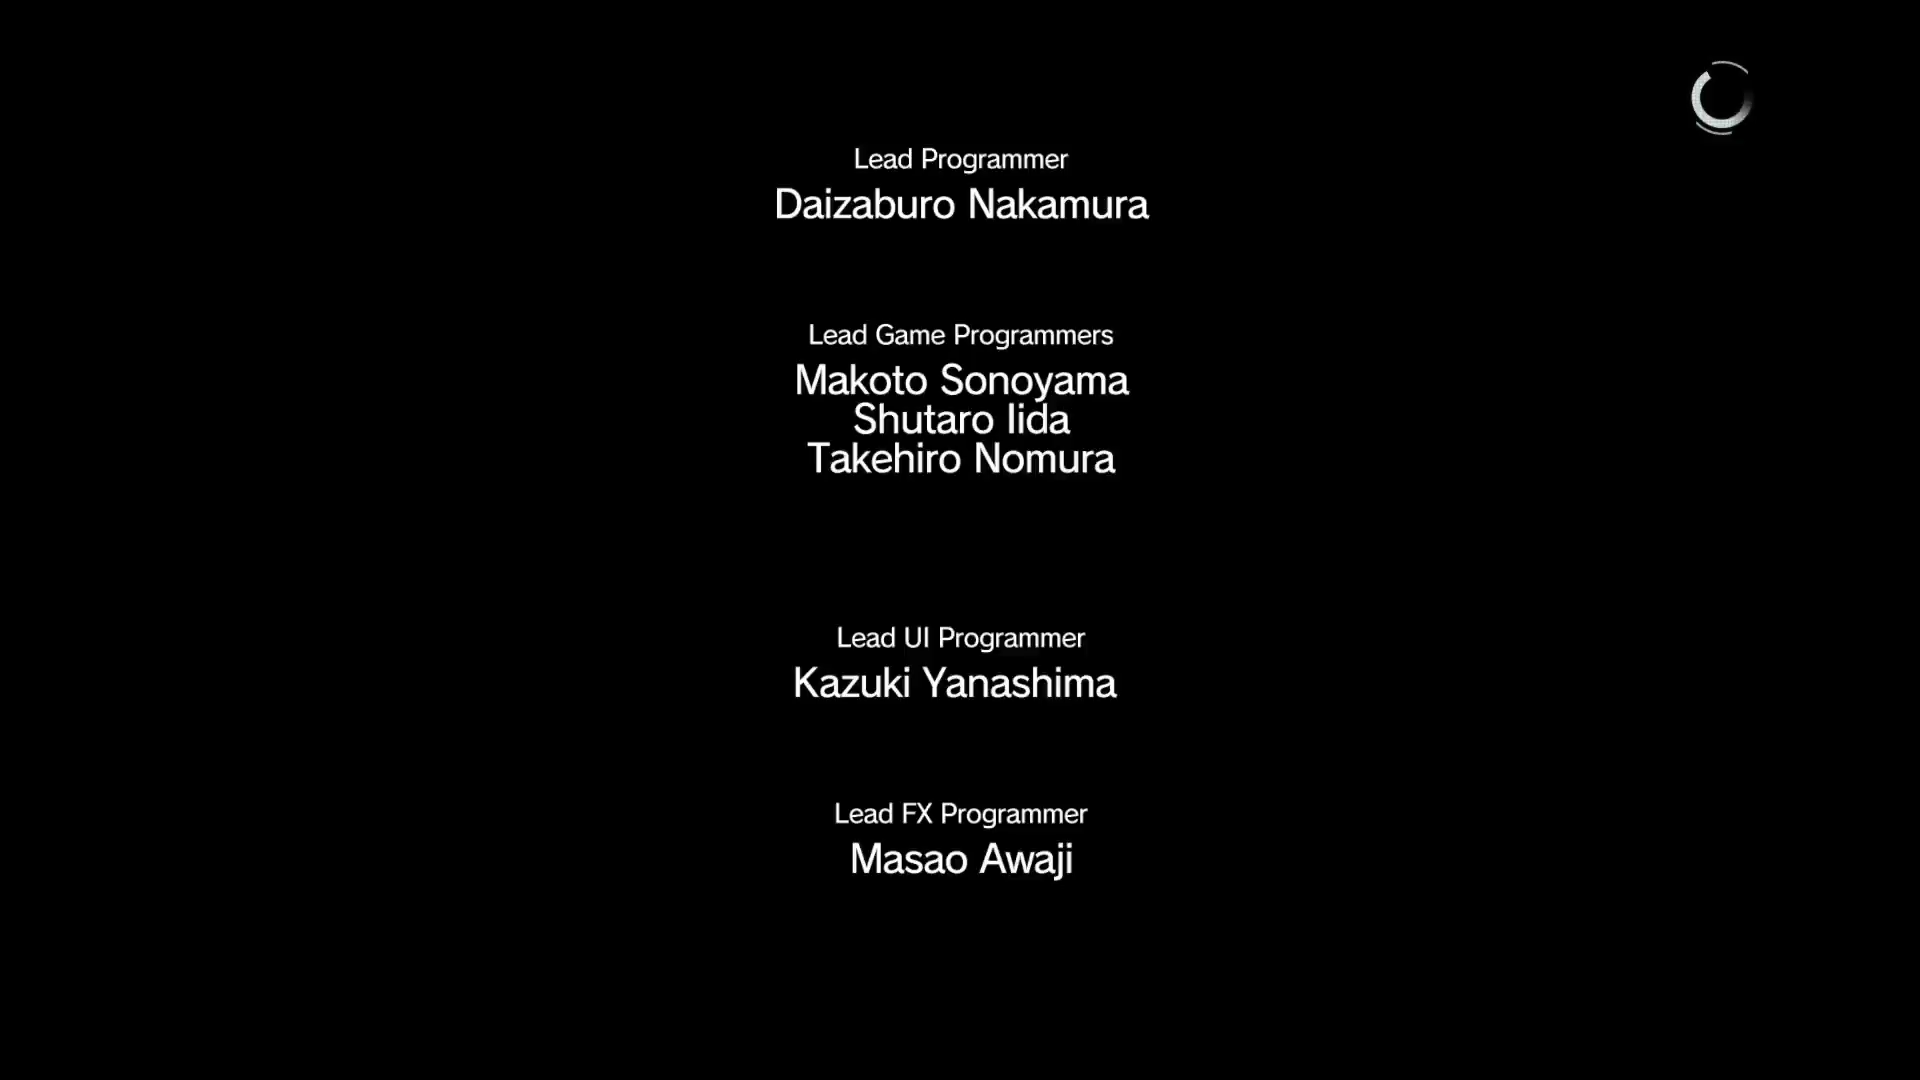 Lead Programmer
Daizaburo Nakamura
Lead Game Programmers
Makoto Sonoyama
Shutaro Iida
Takehiro Nomura
Lead UI Programmer
Kazuki Yanashima
Lead FX Programmer
Masao Awaji